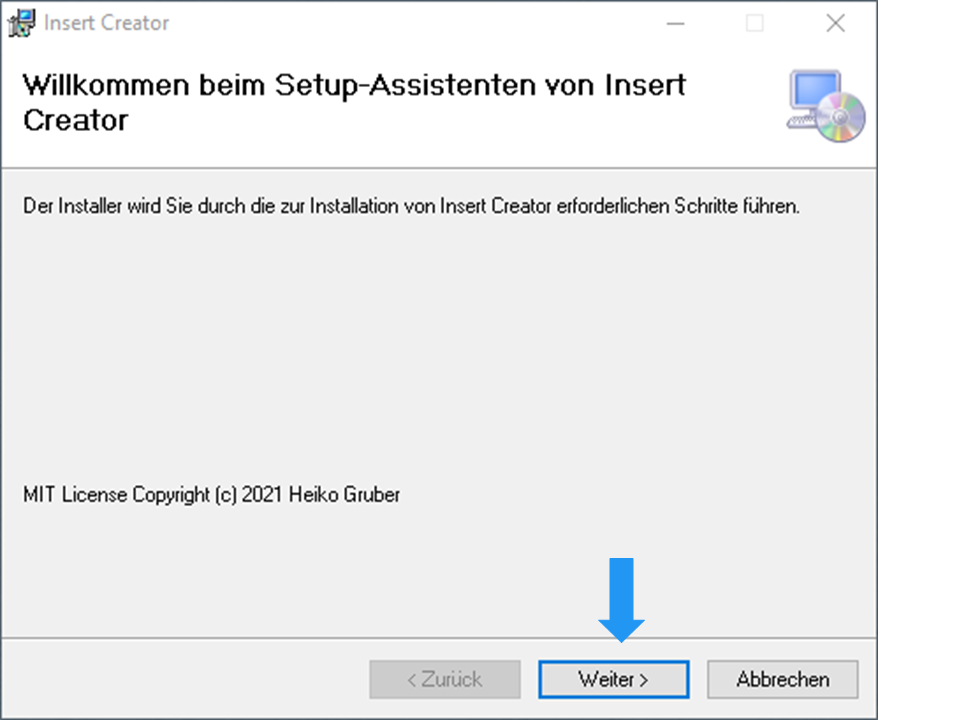 Insert Creator
Willkommen beim Setup-Assistenten von Insert
Creator
Der Installer wird Sie durch die zur Installation von Insert Creator erforderlichen Schritte führen.
MIT License Copyright (c) 2021 Heiko Gruber
< Zurück
Weiter >
Abbrechen